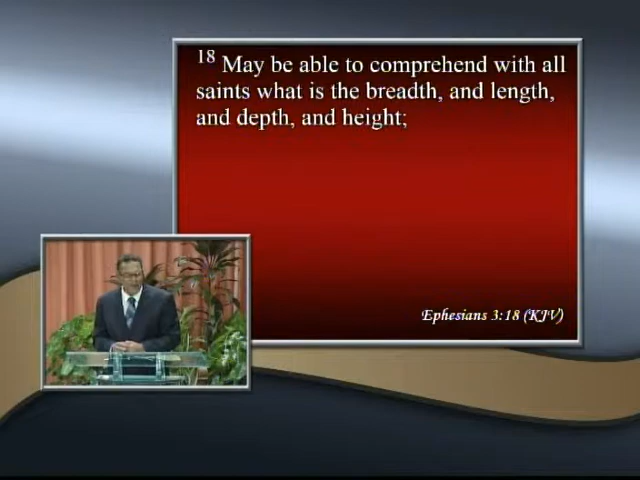 18 May be able to comprehend with all
saints what is the breadth, and length,
and depth, and height;
Ephesians 3:18 (KJV)